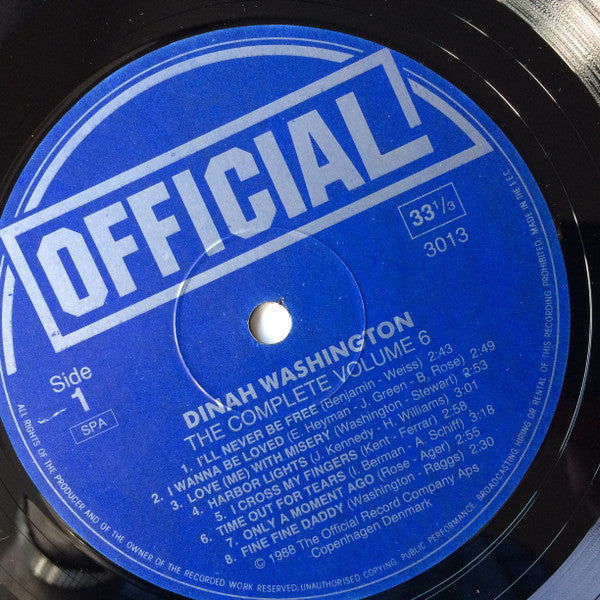 OFFICIAL
33⅓
3013
Side
1
SPA
DINAH WASHINGTON
THE COMPLETE VOLUME 6
1. I'LL NEVER BE FREE (Benjamin - Weiss) 2:43
2. I WANNA BE LOVED (E. Heyman - J. Green - B, Rose) 2:49
3. LOVE (ME) WITH MISERY (Washington - Stewart) 2:53
4. HARBOR LIGHTS (J. Kennedy - H. Williams) 3:01
5. I CROSS MY FINGERS (Kent - Ferran) 2:58
6. TIME OUT FOR TEARS (I. Berman - A. Schiff) 3:18
7. ONLY A MOMENT AGO (Rose - Ager) 2:55
8. FINE FINE DADDY (Washington - Raggs) 2.30
© 1988 The Official Record Company Aps
Copenhagen Denmark
ALL RIGHTS OF THE PRODUCER AND OF THE OWNER OF THE RECORDED WORK RESERVED. UNAUTHORISED COPYING, PUBLIC PERFORMANCE, BROADCASTING HIRING OR RENTAL OF THIS RECORDING PROHIBITED. MADE IN THE E.E.C.